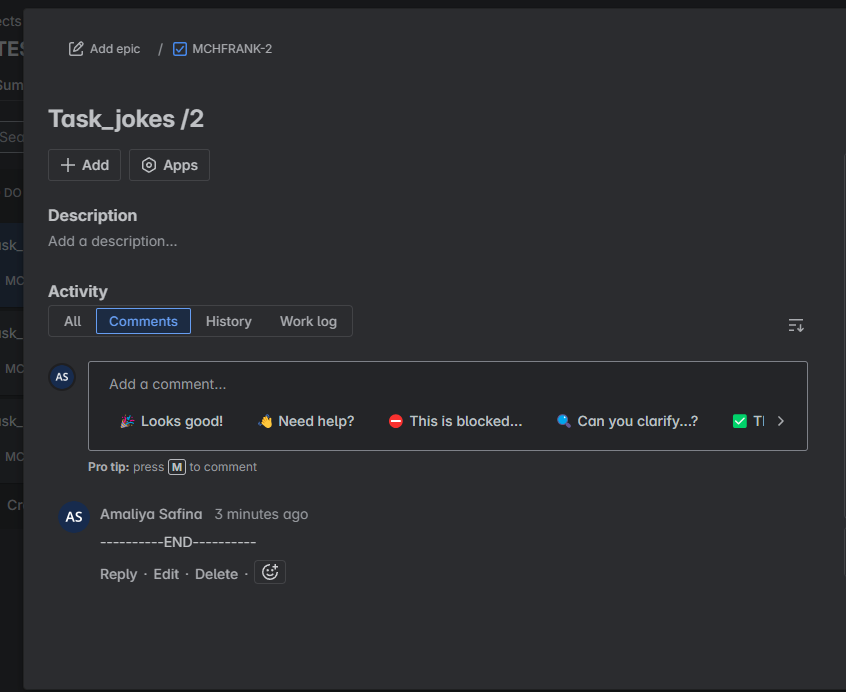 ects
Add epic / MCHFRANK-2
TES
Sum
Task_jokes /2
Sea
Add Apps
DO
Description
ask_
Add a description...
MC
Activity
All Comments History Work log
ask_
MC
AS Add a comment...
ask_
🎉 Looks good! 👋 Need help? ⛔ This is blocked... 🔍 Can you clarify...? ✅ Tl
MC
Pro tip: press M to comment
Cr
AS Amaliya Safina 3 minutes ago
----------END----------
Reply · Edit · Delete ·